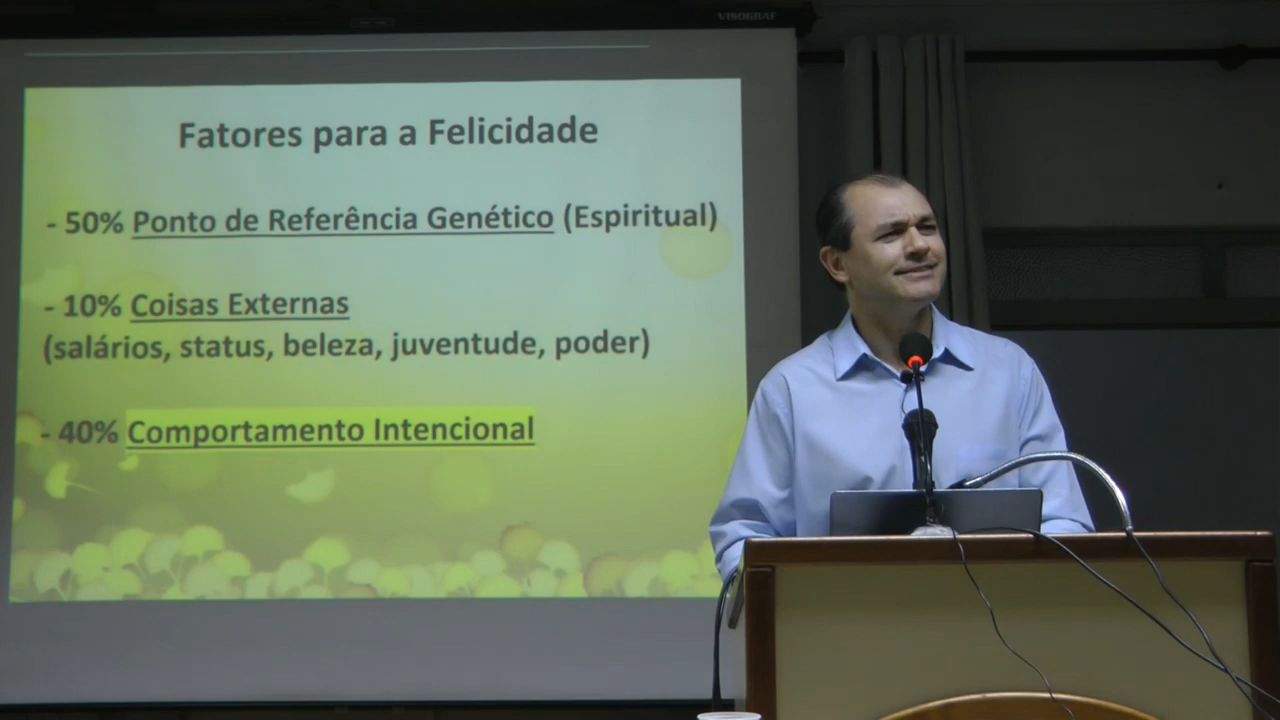 VISOGRAF
Fatores para a Felicidade
- 50% Ponto de Referência Genético (Espiritual)
- 10% Coisas Externas
(salários, status, beleza, juventude, poder)
- 40% Comportamento Intencional